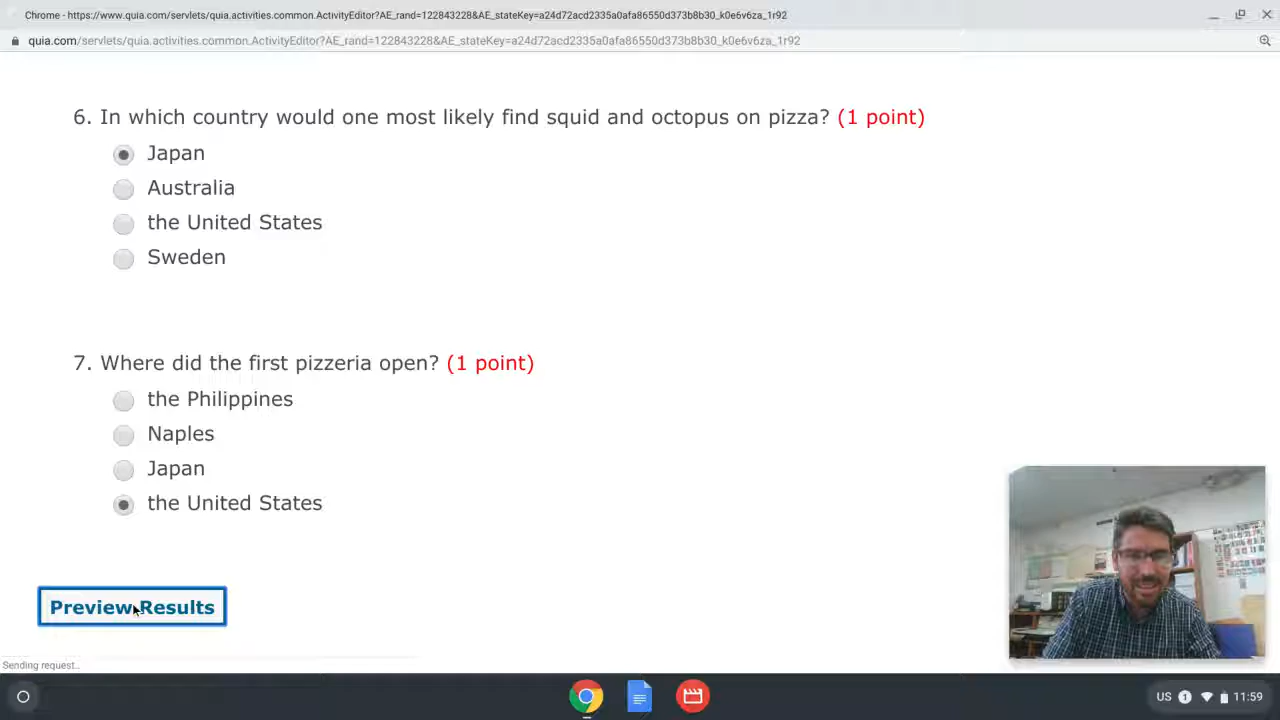 Chrome - https://www.quia.com/servlets/quia.activities.common.ActivityEditor?AE_rand=122843228&AE_stateKey=a24d72acd2335a0afa86550d373b8b30_k0e6v6za_1r92
quia.com/servlets/quia.activities.common.ActivityEditor?AE_rand=122843228&AE_stateKey=a24d72acd2335a0afa86550d373b8b30_k0e6v6za_1r92
6. In which country would one most likely find squid and octopus on pizza? (1 point)
Japan
Australia
the United States
Sweden
7. Where did the first pizzeria open? (1 point)
the Philippines
Naples
Japan
the United States
Preview Results
Sending request...
US 1 11:59